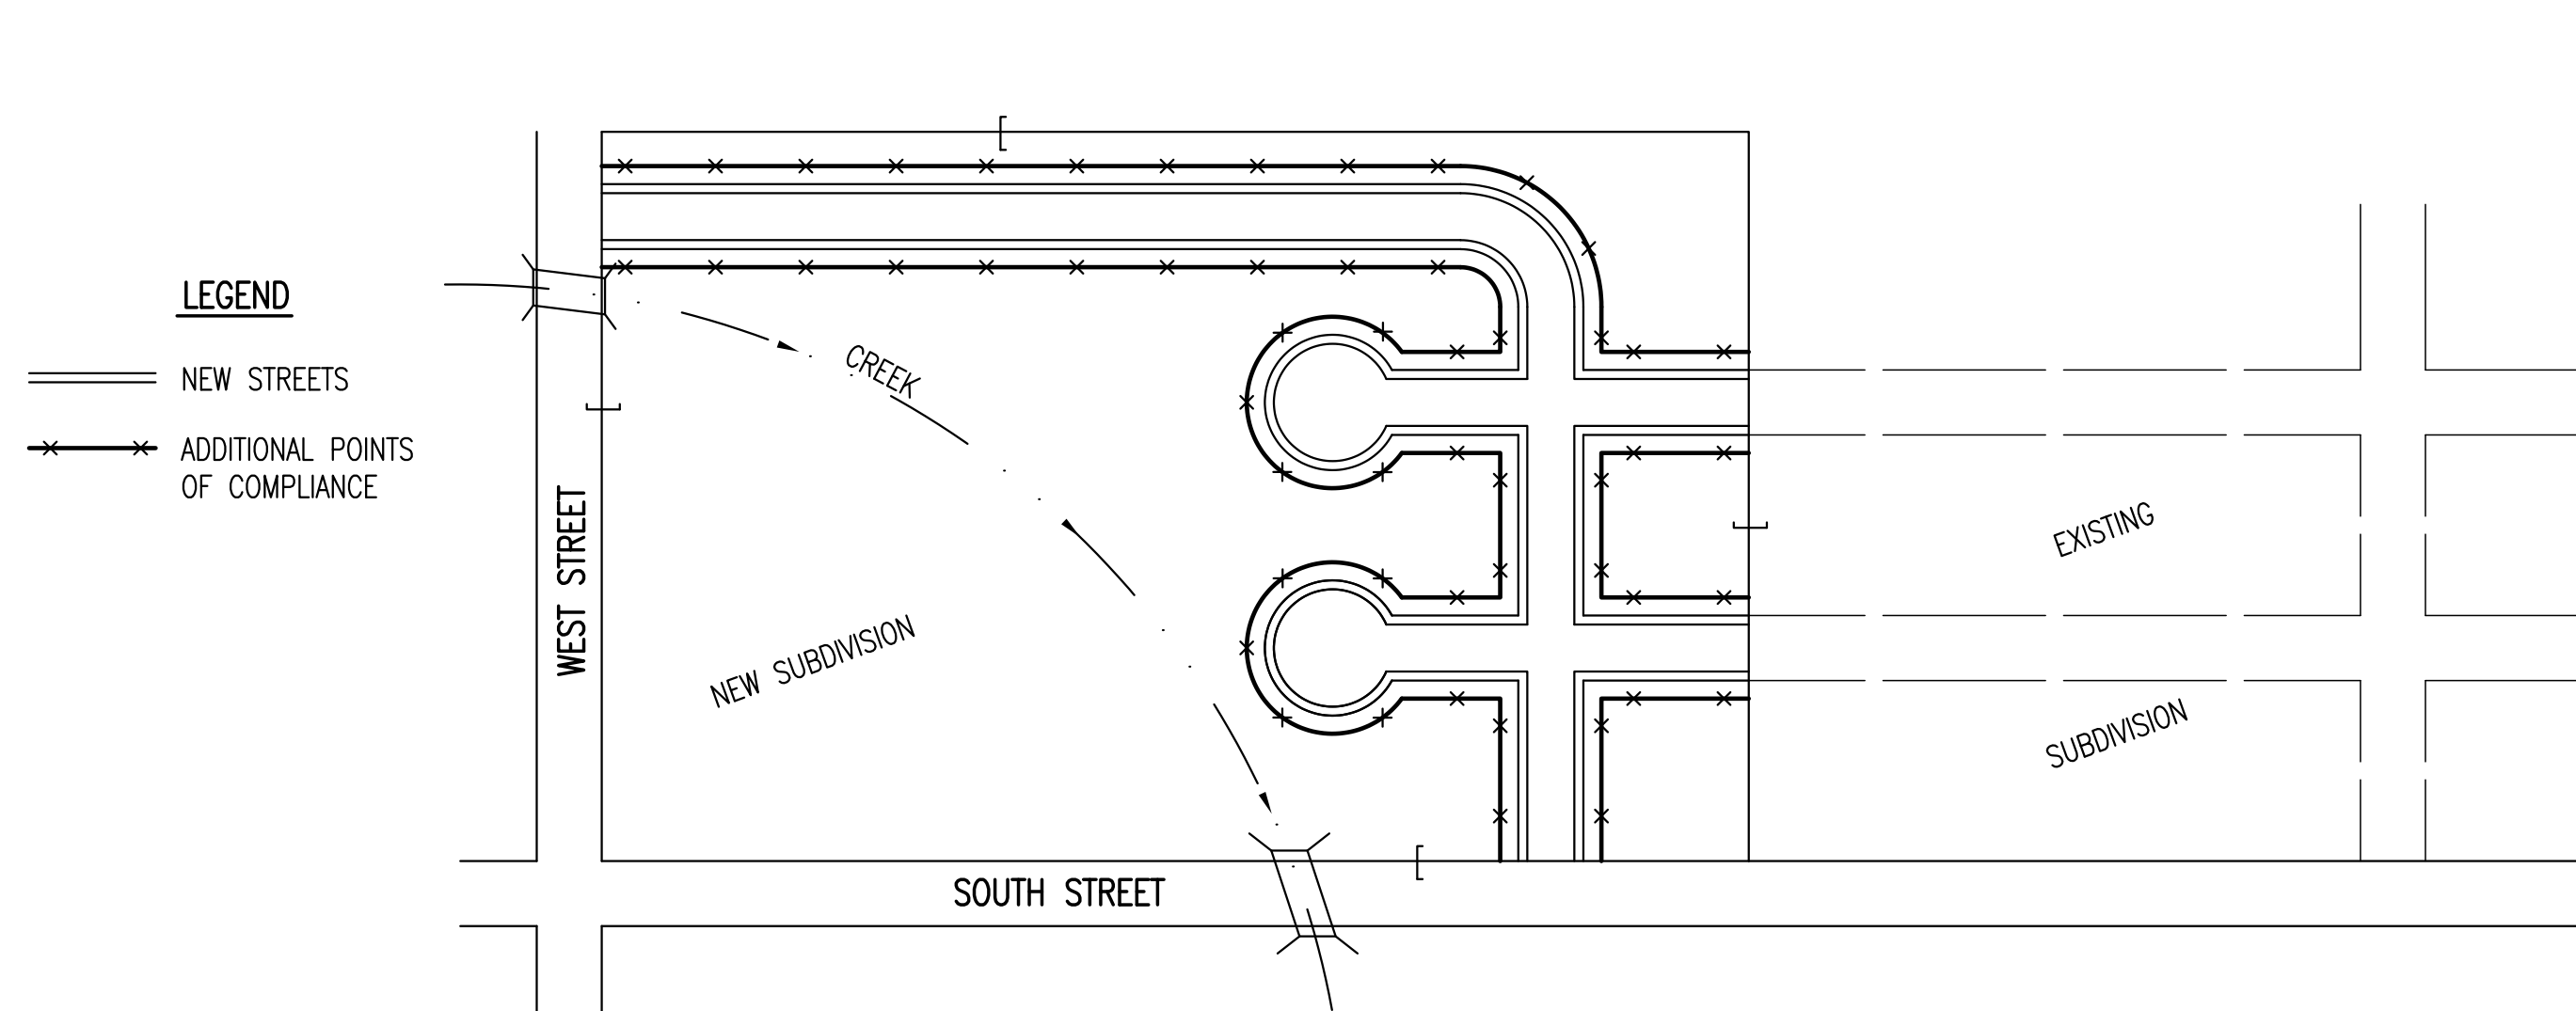 LEGEND
NEW STREETS
ADDITIONAL POINTS
OF COMPLIANCE
WEST STREET
CREEK
NEW SUBDIVISION
SOUTH STREET
EXISTING
SUBDIVISION